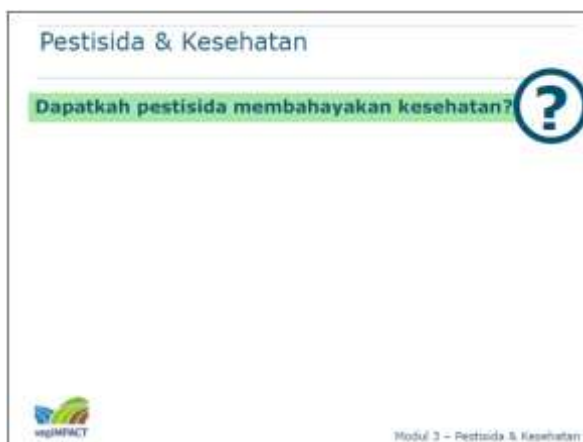 Pestisida & Kesehatan
Dapatkah pestisida membahayakan kesehatan?
?
vegIMPACT
Modul 3 – Pestisida & Kesehatan